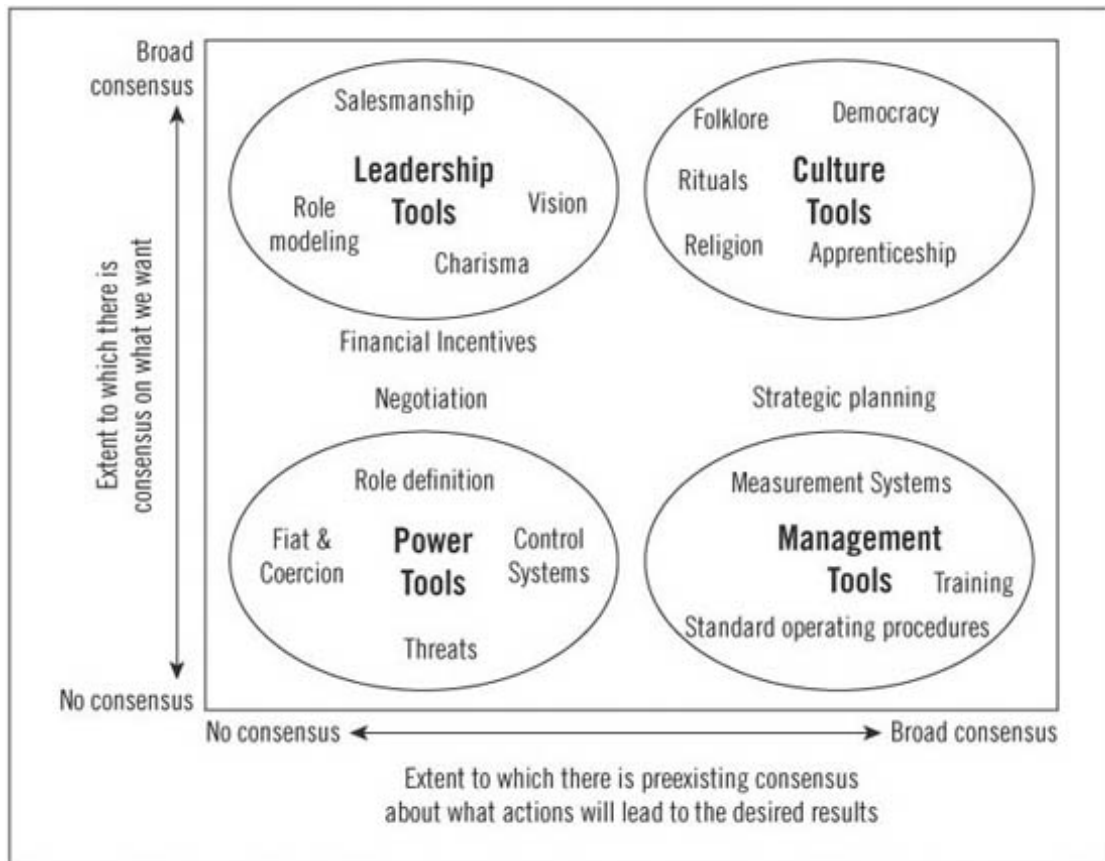 Broad
consensus
Extent to which there is
consensus on what we want
No consensus
Salesmanship
Leadership
Tools
Role
modeling
Vision
Charisma
Folklore
Democracy
Rituals
Culture
Tools
Religion
Apprenticeship
Financial Incentives
Negotiation
Strategic planning
Role definition
Fiat &
Coercion
Power
Tools
Control
Systems
Threats
Measurement Systems
Management
Tools
Training
Standard operating procedures
No consensus
Broad consensus
Extent to which there is preexisting consensus
about what actions will lead to the desired results